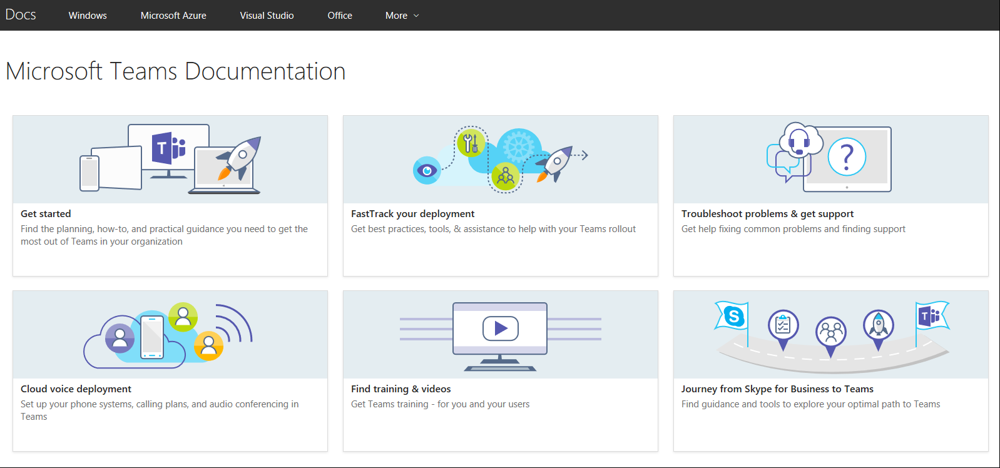 Docs
Windows
Microsoft Azure
Visual Studio
Office
More
Microsoft Teams Documentation
T
?
Get started
Find the planning, how-to, and practical guidance you need to get the
most out of Teams in your organization
FastTrack your deployment
Get best practices, tools, & assistance to help with your Teams rollout
Troubleshoot problems & get support
Get help fixing common problems and finding support
S
T
Cloud voice deployment
Set up your phone systems, calling plans, and audio conferencing in
Teams
Find training & videos
Get Teams training - for you and your users
Journey from Skype for Business to Teams
Find guidance and tools to explore your optimal path to Teams